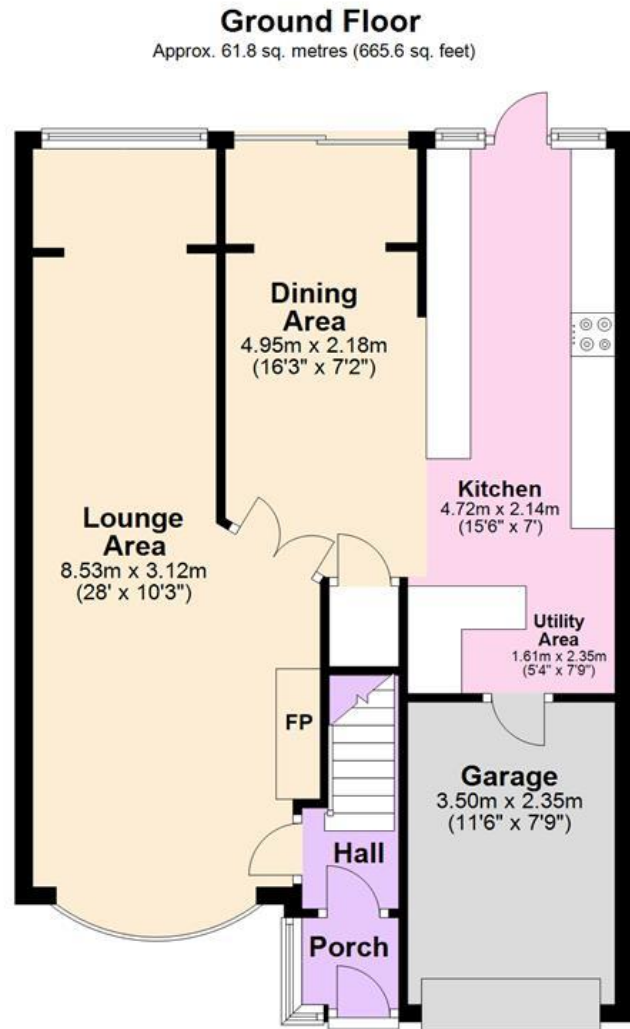 Ground Floor
Approx. 61.8 sq. metres (665.6 sq. feet)
Dining
Area
4.95m x 2.18m
(16'3" x 7'2")
Lounge
Area
8.53m x 3.12m
(28' x 10'3")
Kitchen
4.72m x 2.14m
(15'6" x 7')
Utility
Area
1.61m x 2.35m
(5'4" x 7'9")
FP
Garage
3.50m x 2.35m
(11'6" x 7'9")
Hall
Porch